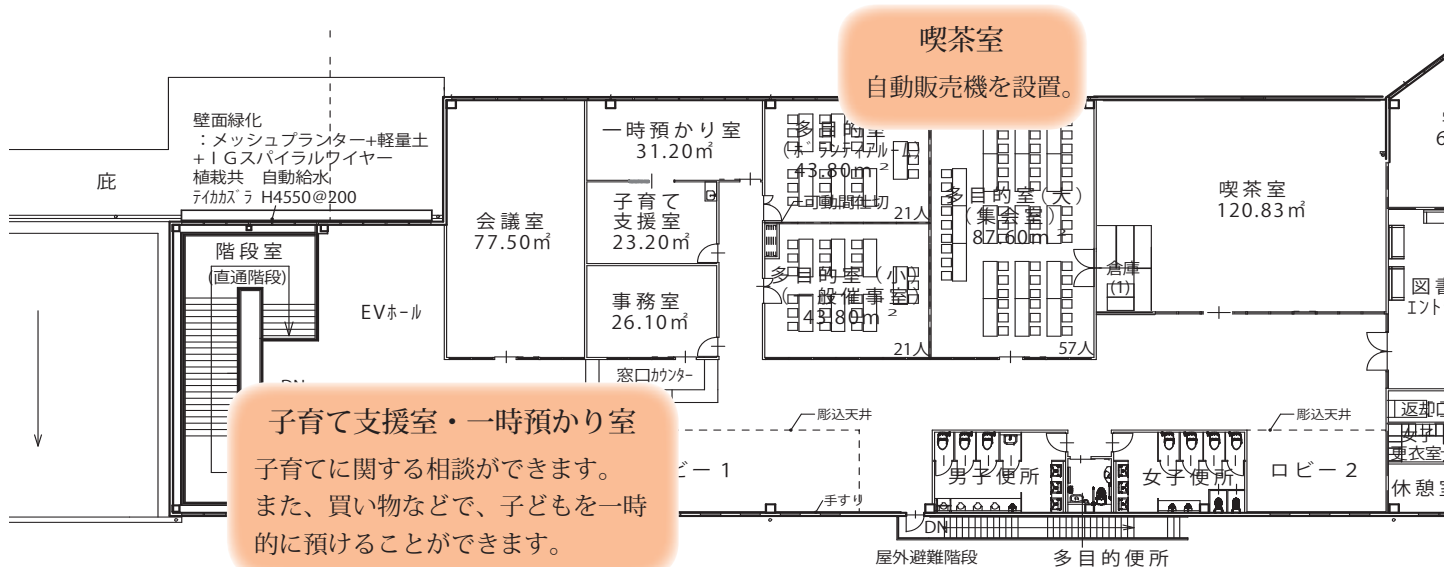 喫茶室
自動販売機を設置。
壁面緑化
：メッシュプランター+軽量土
+ＩＧスパイラルワイヤー
植栽共　自動給水
ﾃｲｶｶｽﾞﾗ H4550@200
庇
階段室
(直通階段)
EVﾎｰﾙ
会議室
77.50㎡
一時預かり室
31.20㎡
子育て
支援室
23.20㎡
事務室
26.10㎡
窓口ｶｳﾝﾀｰ
多目的室
(ﾎﾞﾗﾝﾃｨｱﾙｰﾑ)
43.80m²
21人
可動間仕切
多目的室（小）
(一般催事室)
43.80m²
21人
多目的室(大)
(集会室)
87.60m²
57人
倉庫
(1)
喫茶室
120.83㎡
図書
ｴﾝﾄ
DN
子育て支援室・一時預かり室
子育てに関する相談ができます。
また、買い物などで、子どもを一時
的に預けることができます。
ビー1
彫込天井
手すり
男子便所
女子便所
彫込天井
ロビー2
返却口
女子
更衣室
休憩室
DN
屋外避難階段
多目的便所